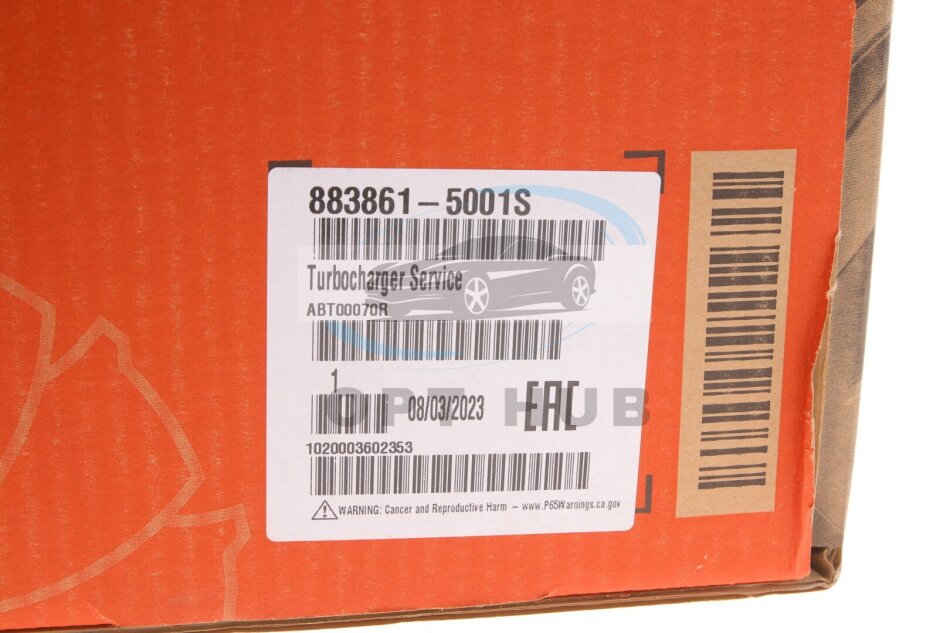 883861-5001S
Turbocharger Service
ABT00070R
1
08/03/2023 EAC
OPT HUB
1020003602353
WARNING: Cancer and Reproductive Harm - www.P65Warnings.ca.gov